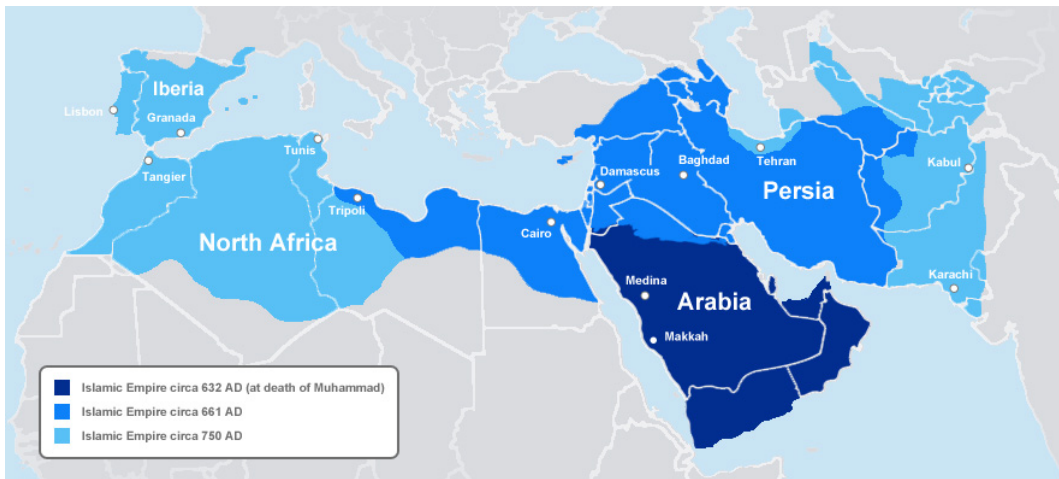 Iberia
Lisbon
Granada
Tunis
Tangier
Tripoli
North Africa
Cairo
Damascus
Baghdad
Tehran
Kabul
Persia
Karachi
Medina
Arabia
Makkah
Islamic Empire circa 632 AD (at death of Muhammad)
Islamic Empire circa 661 AD
Islamic Empire circa 750 AD